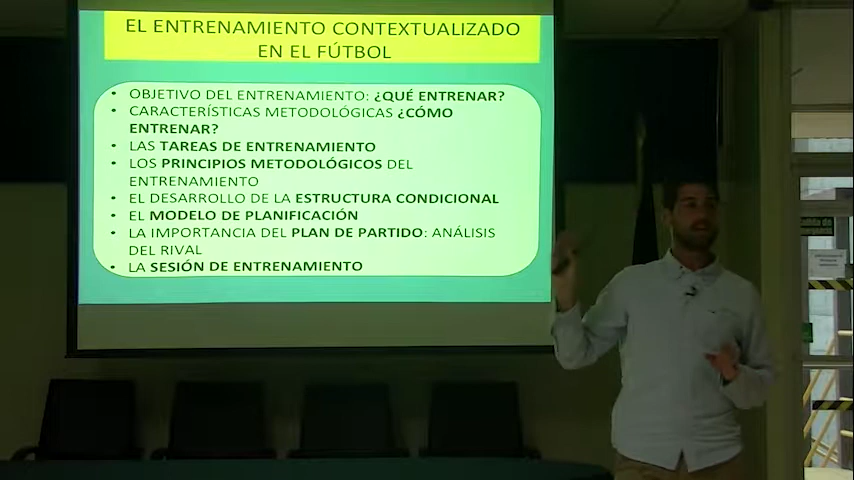 EL ENTRENAMIENTO CONTEXTUALIZADO
EN EL FÚTBOL
• OBJETIVO DEL ENTRENAMIENTO: ¿QUÉ ENTRENAR?
• CARACTERÍSTICAS METODOLÓGICAS ¿CÓMO
ENTRENAR?
• LAS TAREAS DE ENTRENAMIENTO
• LOS PRINCIPIOS METODOLÓGICOS DEL
ENTRENAMIENTO
• EL DESARROLLO DE LA ESTRUCTURA CONDICIONAL
• EL MODELO DE PLANIFICACIÓN
• LA IMPORTANCIA DEL PLAN DE PARTIDO: ANÁLISIS
DEL RIVAL
• LA SESIÓN DE ENTRENAMIENTO